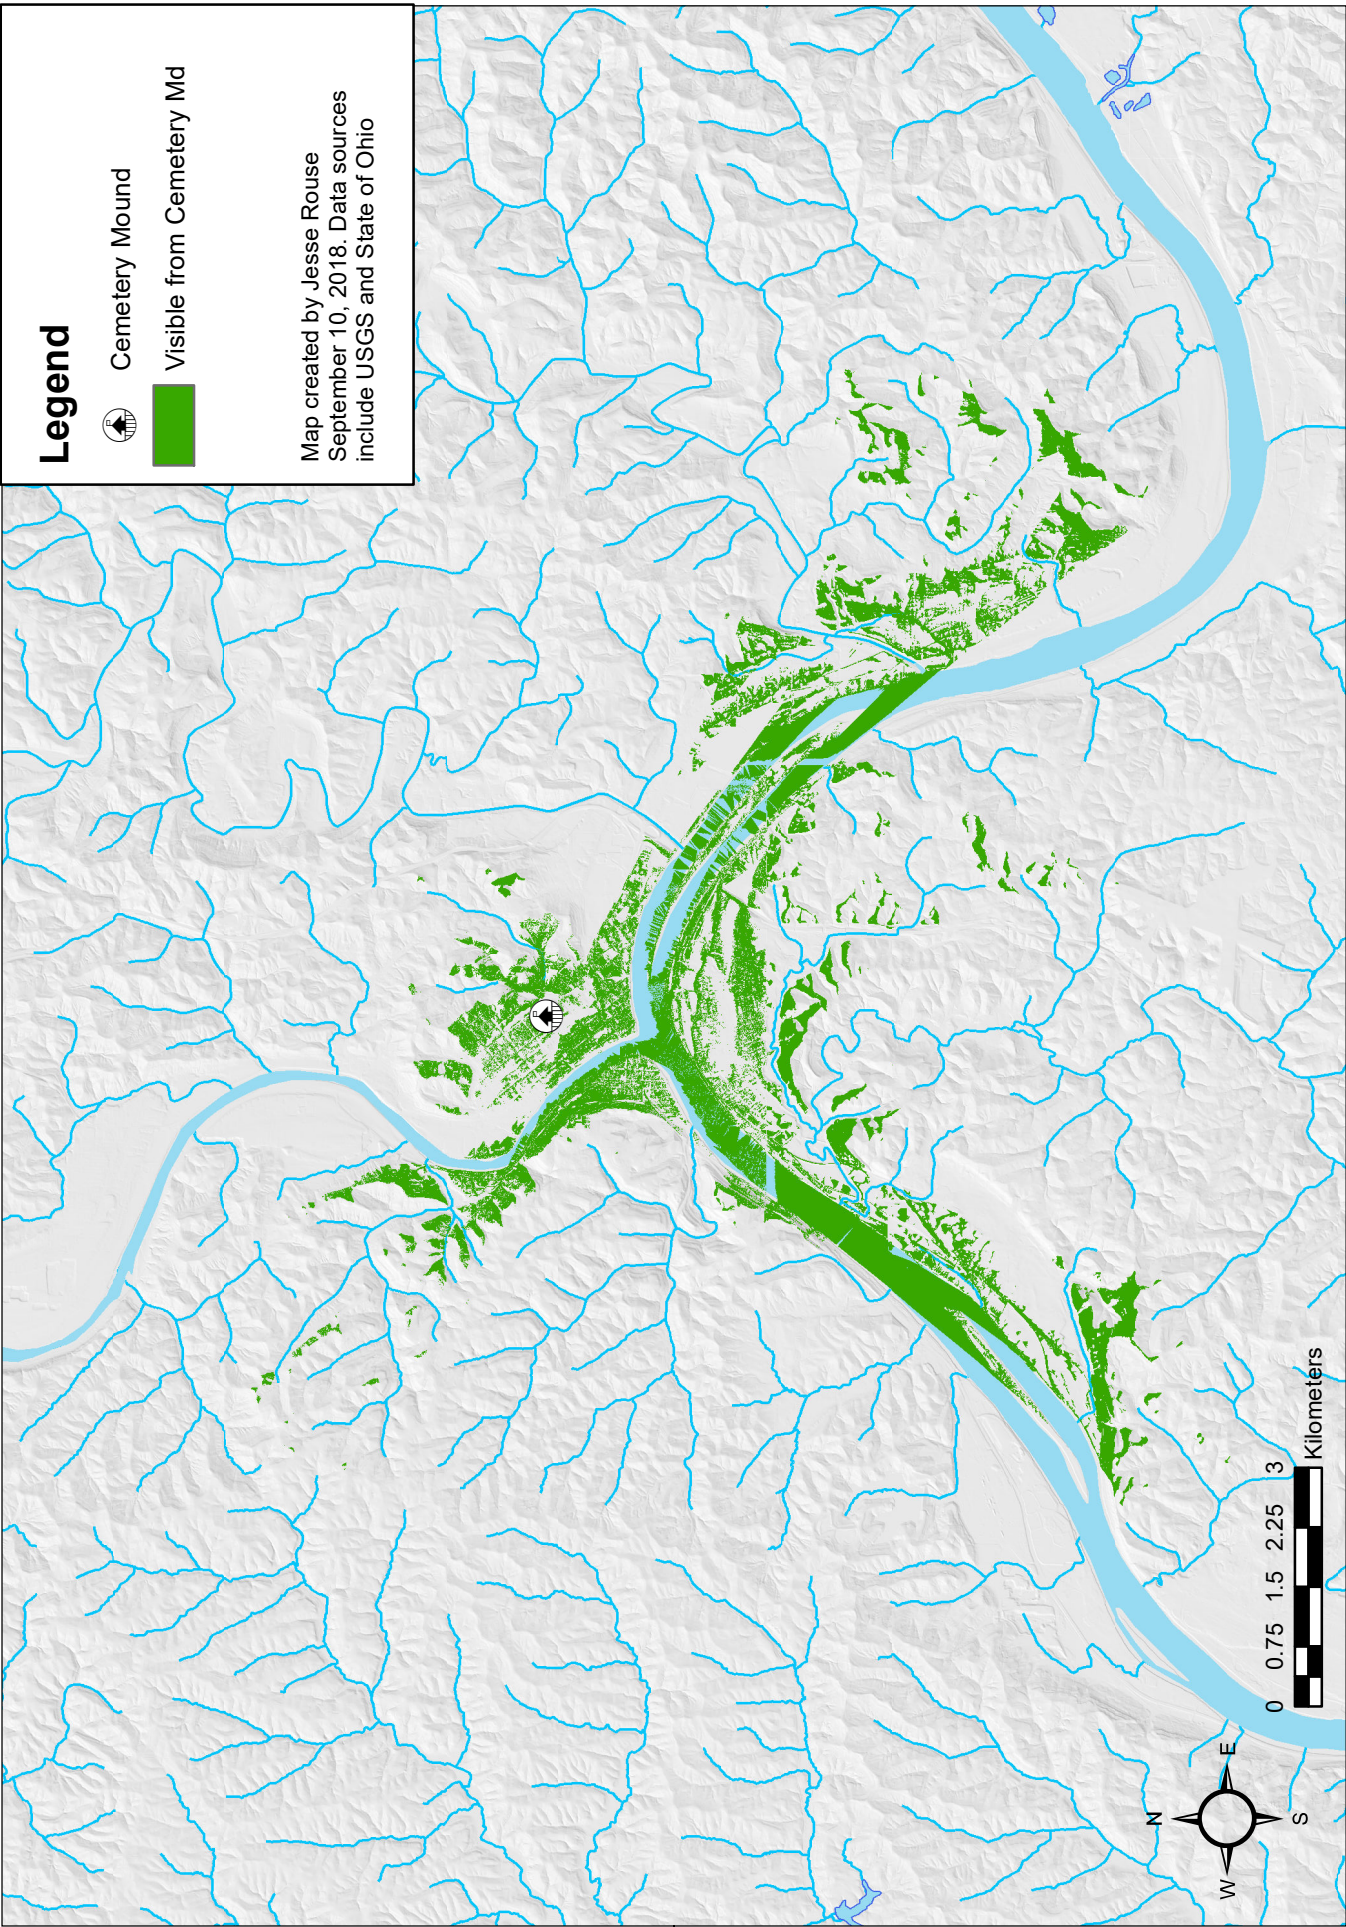 Legend
Cemetery Mound
Visible from Cemetery Md
Map created by Jesse Rouse
September 10, 2018. Data sources
include USGS and State of Ohio
N
W E
S
0 0.75 1.5 2.25 3
Kilometers